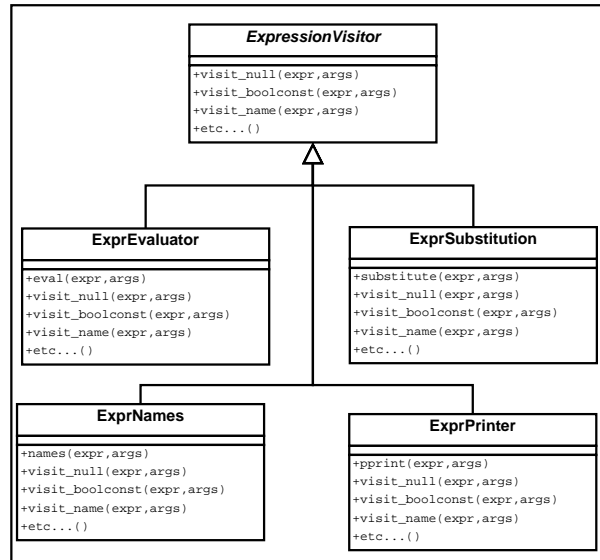 ExpressionVisitor
+visit_null(expr,args)
+visit_boolconst(expr,args)
+visit_name(expr,args)
+etc...()
ExprEvaluator
+eval(expr,args)
+visit_null(expr,args)
+visit_boolconst(expr,args)
+visit_name(expr,args)
+etc...()
ExprSubstitution
+substitute(expr,args)
+visit_null(expr,args)
+visit_boolconst(expr,args)
+visit_name(expr,args)
+etc...()
ExprNames
+names(expr,args)
+visit_null(expr,args)
+visit_boolconst(expr,args)
+visit_name(expr,args)
+etc...()
ExprPrinter
+pprint(expr,args)
+visit_null(expr,args)
+visit_boolconst(expr,args)
+visit_name(expr,args)
+etc...()